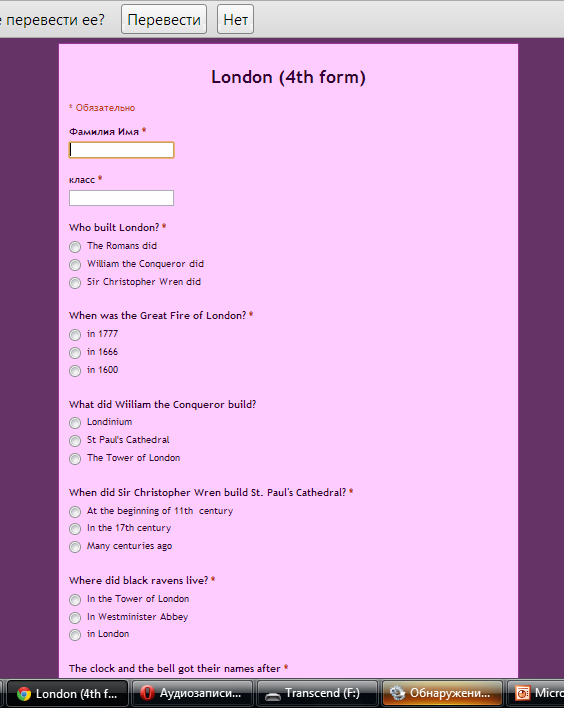 е перевести ее? Перевести Нет
London (4th form)
* Обязательно
Фамилия Имя *
класс *
Who built London? *
The Romans did
William the Conqueror did
Sir Christopher Wren did
When was the Great Fire of London? *
in 1777
in 1666
in 1600
What did Wiiliam the Conqueror build?
Londinium
St Paul's Cathedral
The Tower of London
When did Sir Christopher Wren build St. Paul's Cathedral? *
At the beginning of 11th century
In the 17th century
Many centuries ago
Where did black ravens live? *
In the Tower of London
In Westminister Abbey
in London
The clock and the bell got their names after *
London (4th f... Аудиозаписи... Transcend (F:) Обнаружени... Micro